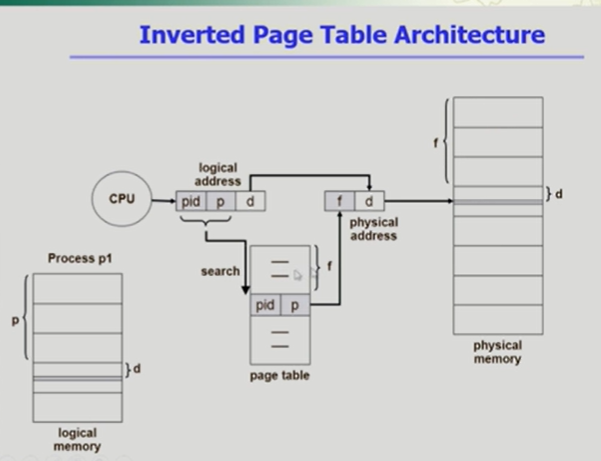 Inverted Page Table Architecture
logical
address
CPU
pid p d
f d
physical
address
f
d
search
f
pid p
page table
Process p1
p
d
logical
memory
physical
memory